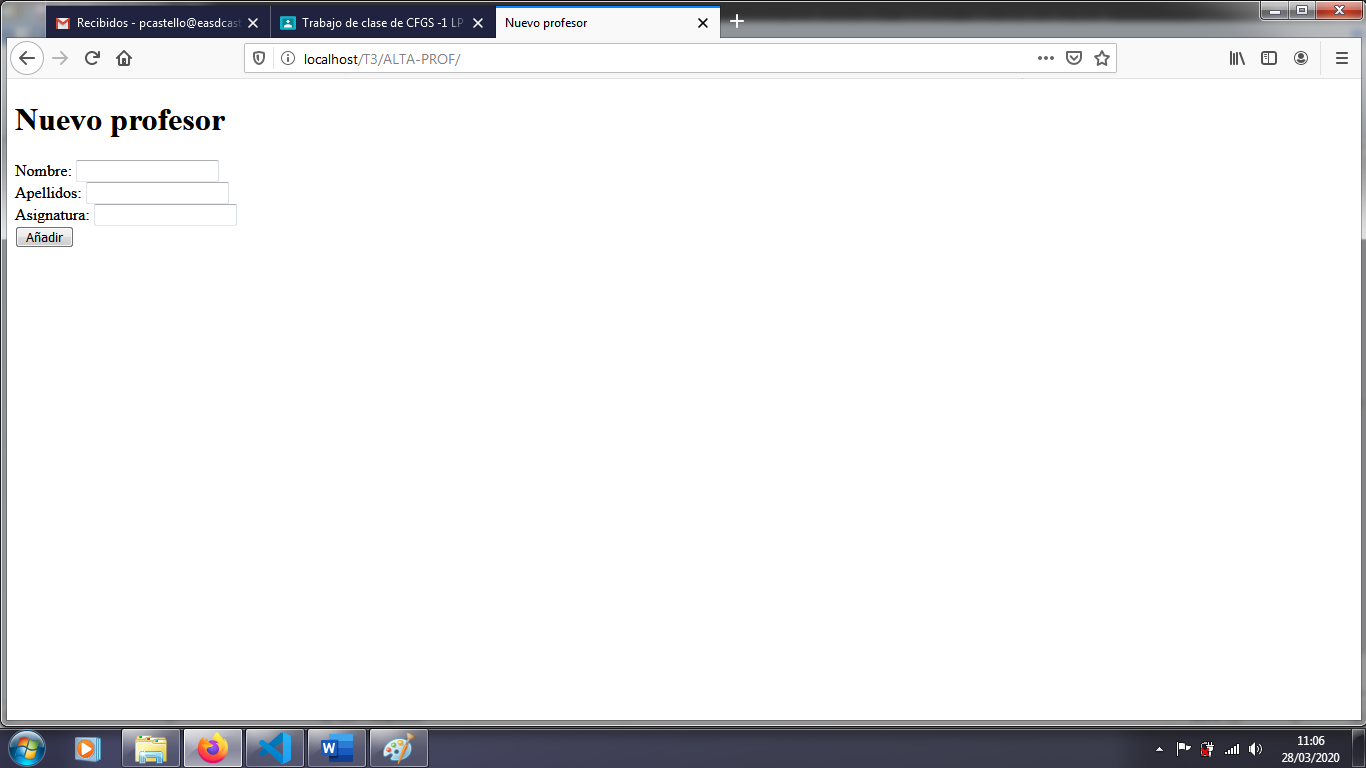 Recibidos - pcastello@easdcast
Trabajo de clase de CFGS -1 LP
Nuevo profesor
localhost/T3/ALTA-PROF/
Nuevo profesor
Nombre:
Apellidos:
Asignatura:
Añadir
W
11:06
28/03/2020